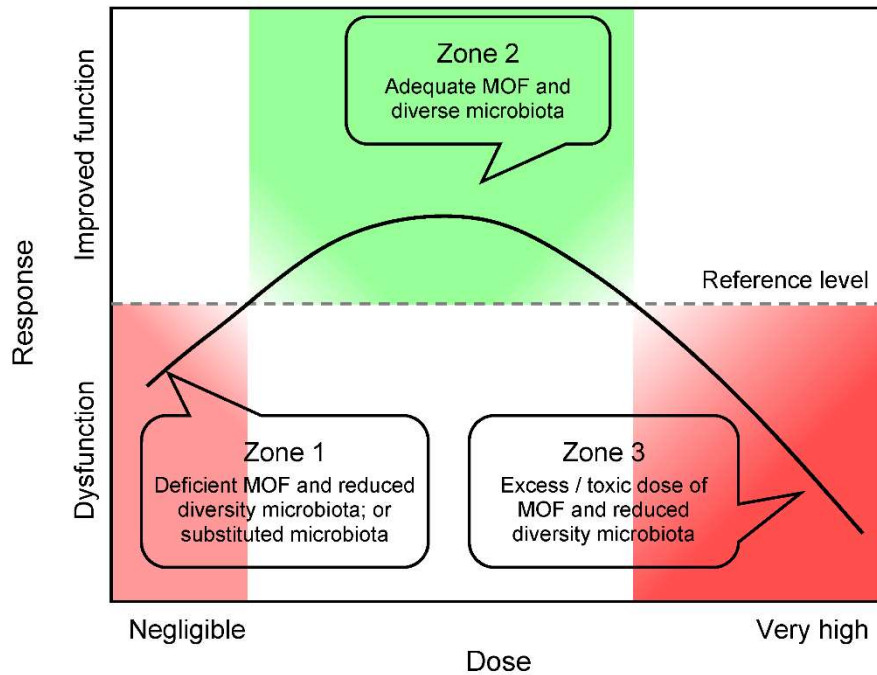 Improved function
Dysfunction
Response
Zone 2
Adequate MOF and
diverse microbiota
Reference level
Zone 1
Deficient MOF and reduced
diversity microbiota; or
substituted microbiota
Zone 3
Excess / toxic dose of
MOF and reduced
diversity microbiota
Negligible
Very high
Dose